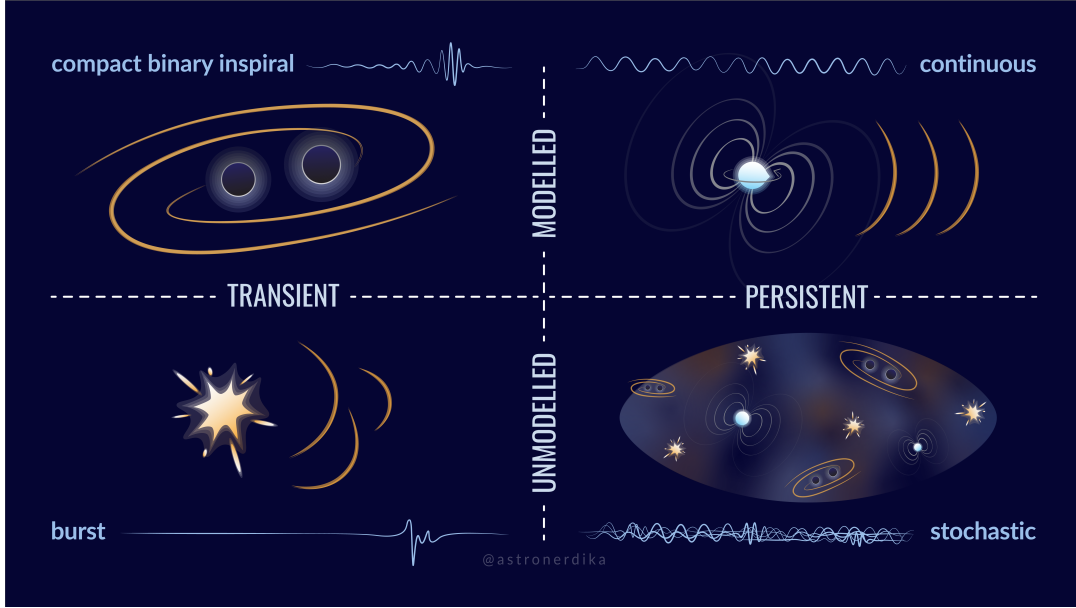 compact binary inspiral
continuous
MODELLED
TRANSIENT
PERSISTENT
UNMODELLED
burst
stochastic
@astronerdika